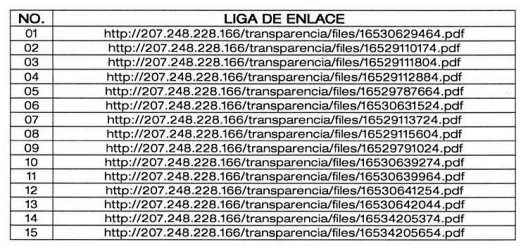 NO. LIGA DE ENLACE
01 http://207.248.228.166/transparencia/files/16530629464.pdf
02 http://207.248.228.166/transparencia/files/16529110174.pdf
03 http://207.248.228.166/transparencia/files/16529111804.pdf
04 http://207.248.228.166/transparencia/files/16529112884.pdf
05 http://207.248.228.166/transparencia/files/16529787664.pdf
06 http://207.248.228.166/transparencia/files/16530631524.pdf
07 http://207.248.228.166/transparencia/files/16529113724.pdf
08 http://207.248.228.166/transparencia/files/16529115604.pdf
09 http://207.248.228.166/transparencia/files/16529791024.pdf
10 http://207.248.228.166/transparencia/files/16530639274.pdf
11 http://207.248.228.166/transparencia/files/16530639964.pdf
12 http://207.248.228.166/transparencia/files/16530641254.pdf
13 http://207.248.228.166/transparencia/files/16530642044.pdf
14 http://207.248.228.166/transparencia/files/16534205374.pdf
15 http://207.248.228.166/transparencia/files/16534205654.pdf